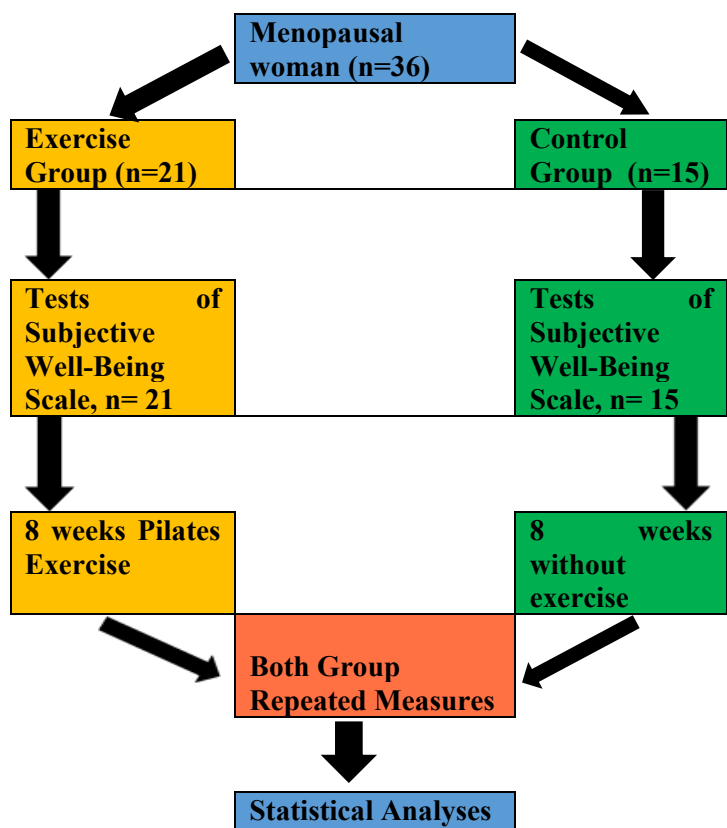 Menopausal
woman (n=36)
Exercise
Group (n=21)
Control
Group (n=15)
Tests of
Subjective
Well-Being
Scale, n= 21
Tests of
Subjective
Well-Being
Scale, n= 15
8 weeks Pilates
Exercise
8 weeks
without
exercise
Both Group
Repeated Measures
Statistical Analyses